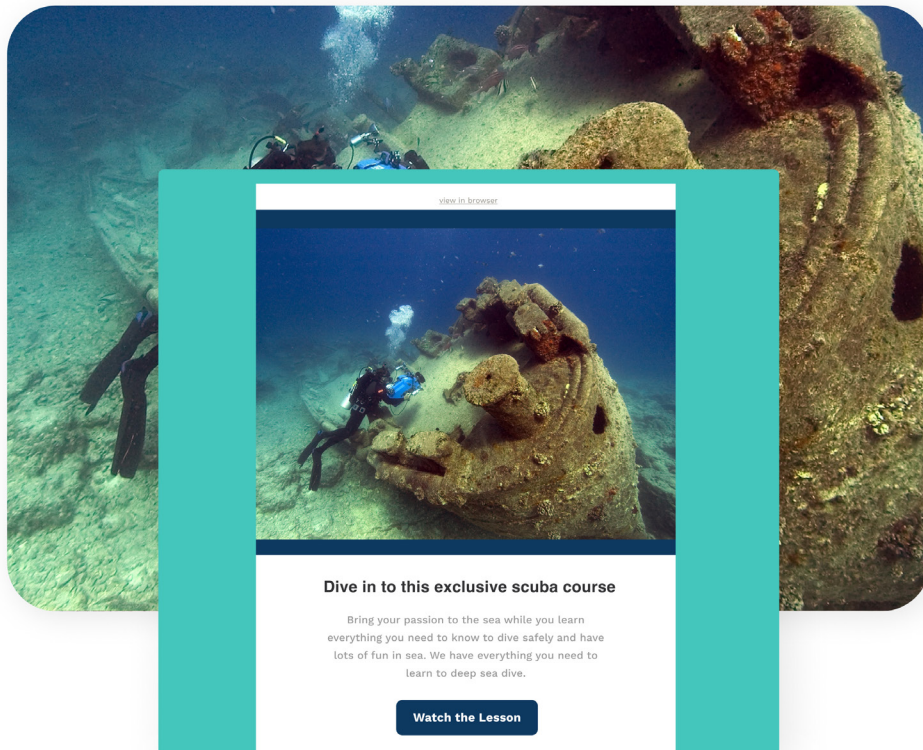 view in browser
Dive in to this exclusive scuba course
Bring your passion to the sea while you learn
everything you need to know to dive safely and have
lots of fun in sea. We have everything you need to
learn to deep sea dive.
Watch the Lesson